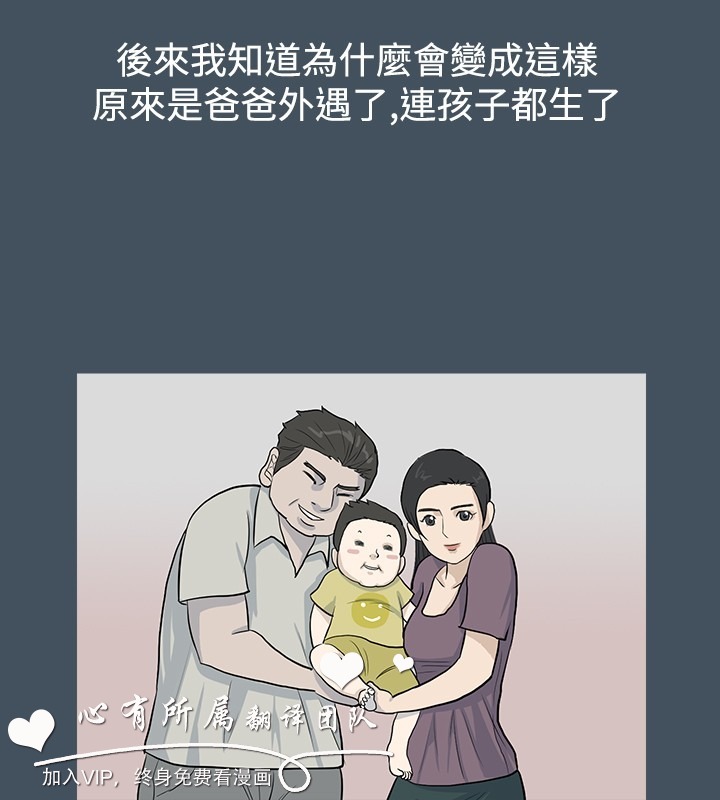 後來我知道為什麼會變成這樣
原來是爸爸外遇了,連孩子都生了
心有所属翻译团队
加入VIP，终身免费看漫画